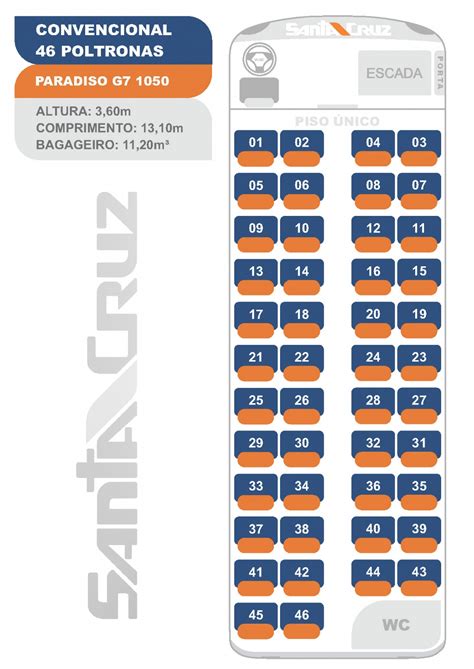 CONVENCIONAL
46 POLTRONAS
PARADISO G7 1050
ALTURA: 3,60m
COMPRIMENTO: 13,10m
BAGAGEIRO: 11,20m³
SANTA CRUZ
SANTA CRUZ
ESCADA
PORTA
PISO ÚNICO
01 02 04 03
05 06 08 07
09 10 12 11
13 14 16 15
17 18 20 19
21 22 24 23
25 26 28 27
29 30 32 31
33 34 36 35
37 38 40 39
41 42 44 43
45 46
WC